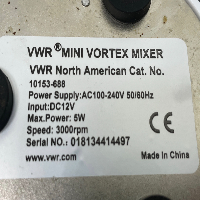 VWR® MINI VORTEX MIXER
VWR North American Cat. No.
10153-688
Power Supply:AC100-240V 50/60Hz
Input:DC12V
Max.Power: 5W
Speed: 3000rpm
Serial NO.: 018134414497
www.vwr.com Made In China